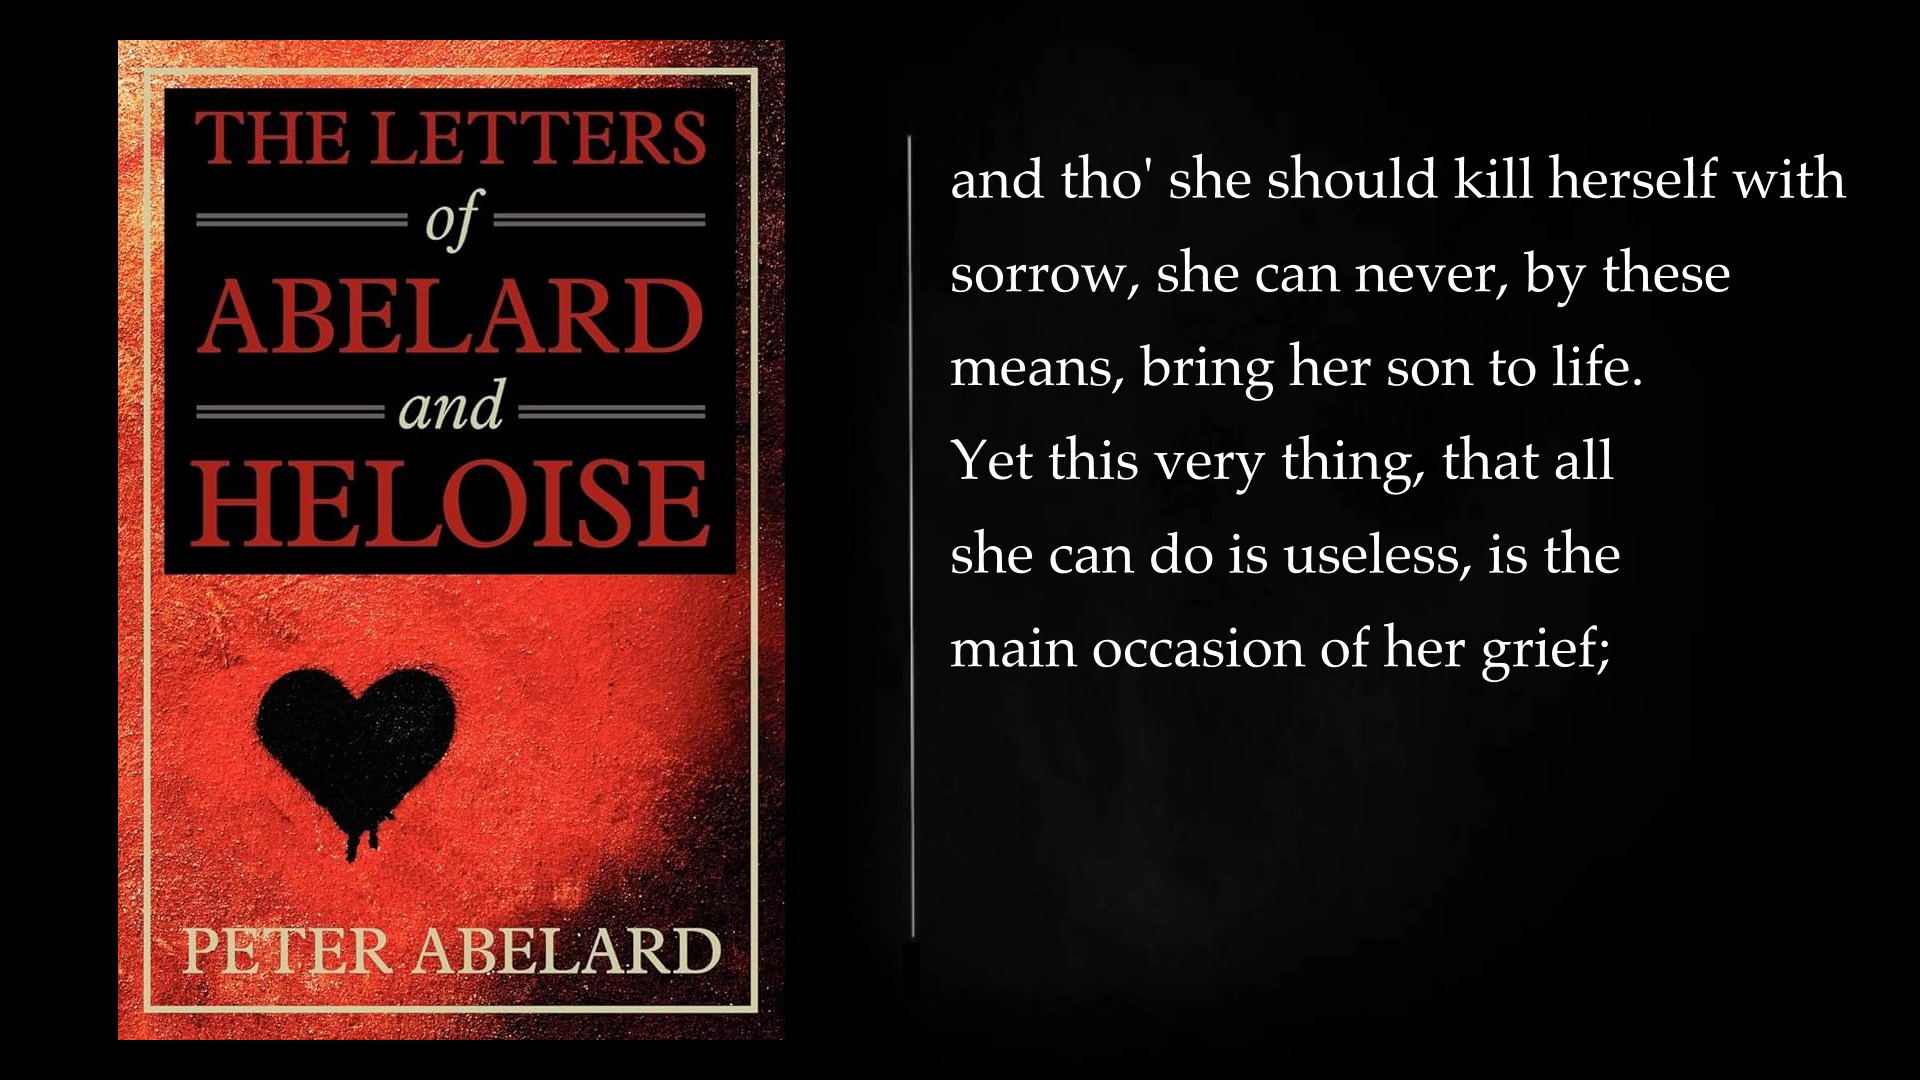 THE LETTERS
of
ABELARD
and
HELOISE
PETER ABELARD
and tho' she should kill herself with
sorrow, she can never, by these
means, bring her son to life.
Yet this very thing, that all
she can do is useless, is the
main occasion of her grief;